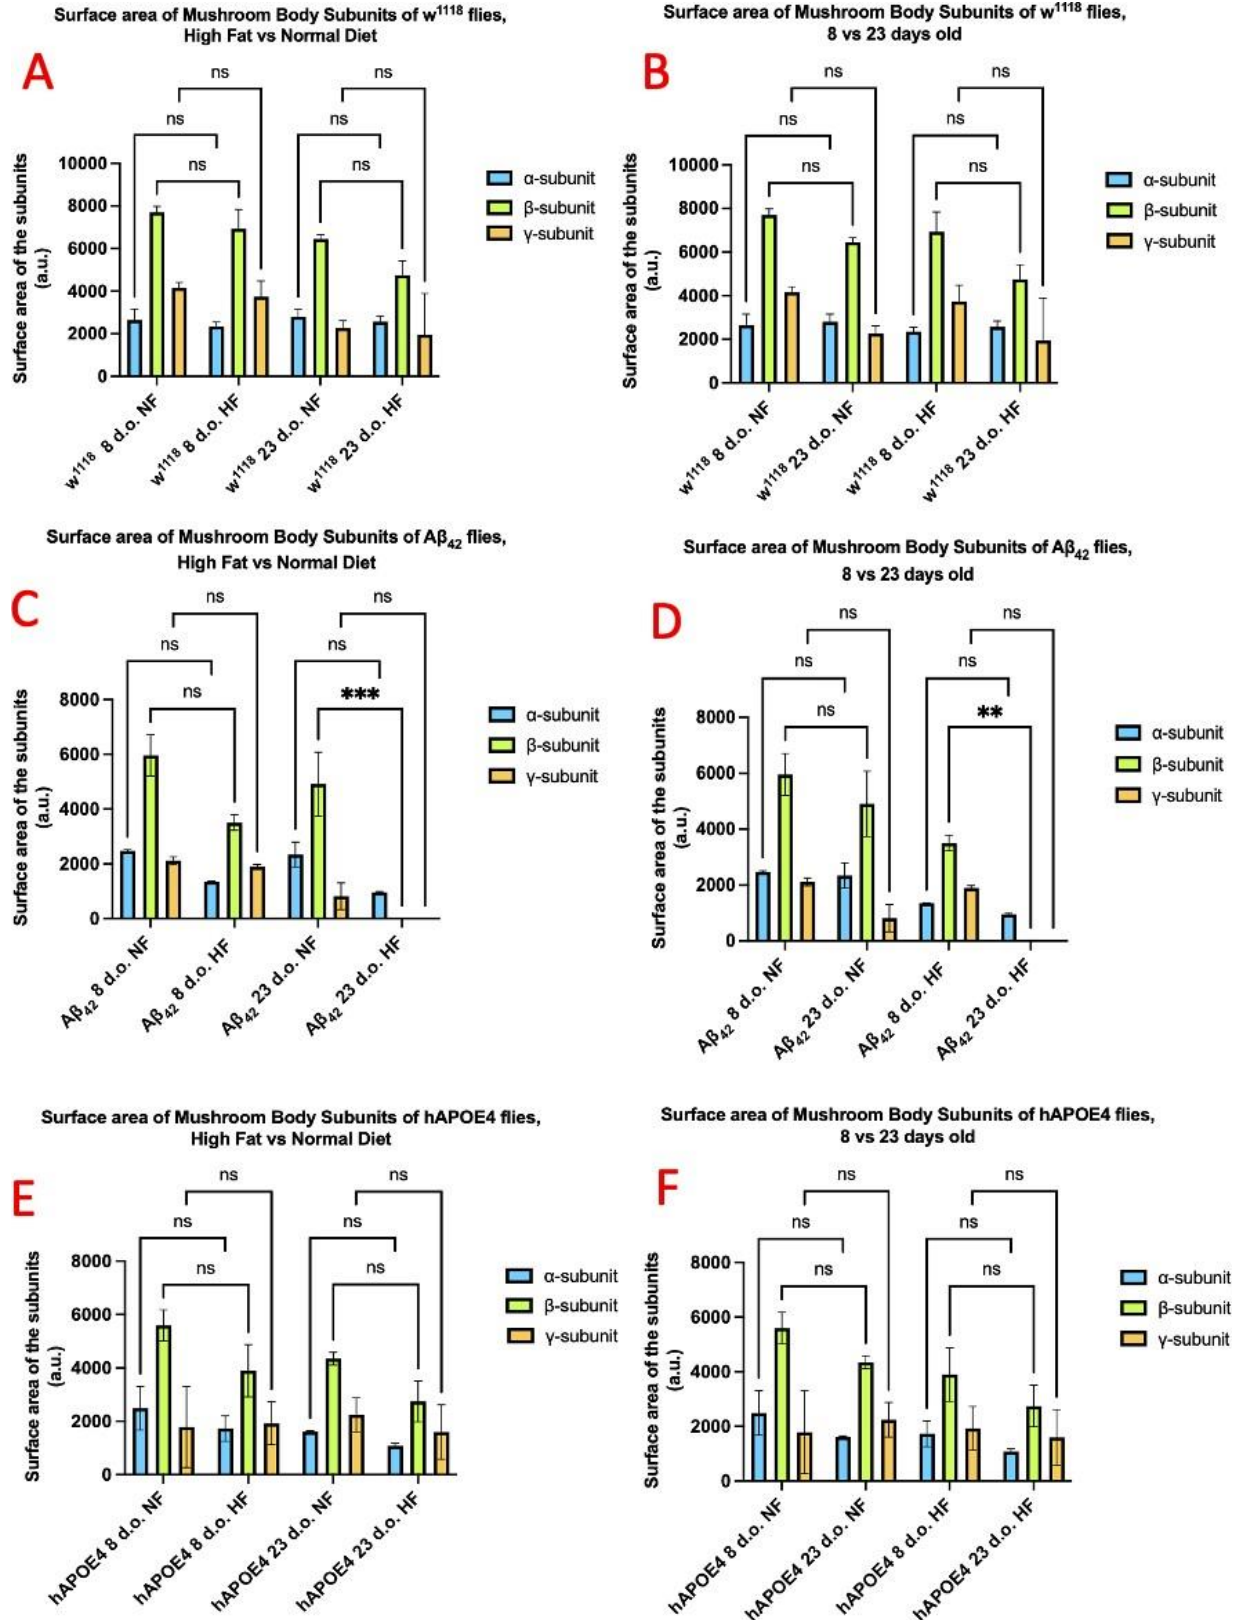 Surface area of Mushroom Body Subunits of w1118 flies,
High Fat vs Normal Diet
A
ns
ns
ns
ns
ns
ns
Surface area of the subunits
(a.u.)
10000
8000
6000
4000
2000
0
α-subunit
β-subunit
γ-subunit
w1118 8 d.o. NF
w1118 8 d.o. HF
w1118 23 d.o. NF
w1118 23 d.o. HF
Surface area of Mushroom Body Subunits of w1118 flies,
8 vs 23 days old
B
ns
ns
ns
ns
ns
ns
Surface area of the subunits
(a.u.)
10000
8000
6000
4000
2000
0
α-subunit
β-subunit
γ-subunit
w1118 8 d.o. NF
w1118 23 d.o. NF
w1118 8 d.o. HF
w1118 23 d.o. HF
Surface area of Mushroom Body Subunits of Aβ42 flies,
High Fat vs Normal Diet
C
ns
ns
ns
ns
ns
***
Surface area of the subunits
(a.u.)
8000
6000
4000
2000
0
α-subunit
β-subunit
γ-subunit
Aβ42 8 d.o. NF
Aβ42 8 d.o. HF
Aβ42 23 d.o. NF
Aβ42 23 d.o. HF
Surface area of Mushroom Body Subunits of Aβ42 flies,
8 vs 23 days old
D
ns
ns
ns
ns
ns
**
Surface area of the subunits
(a.u.)
8000
6000
4000
2000
0
α-subunit
β-subunit
γ-subunit
Aβ42 8 d.o. NF
Aβ42 23 d.o. NF
Aβ42 8 d.o. HF
Aβ42 23 d.o. HF
Surface area of Mushroom Body Subunits of hAPOE4 flies,
High Fat vs Normal Diet
E
ns
ns
ns
ns
ns
ns
Surface area of the subunits
(a.u.)
8000
6000
4000
2000
0
α-subunit
β-subunit
γ-subunit
hAPOE4 8 d.o. NF
hAPOE4 8 d.o. HF
hAPOE4 23 d.o. NF
hAPOE4 23 d.o. HF
Surface area of Mushroom Body Subunits of hAPOE4 flies,
8 vs 23 days old
F
ns
ns
ns
ns
ns
ns
Surface area of the subunits
(a.u.)
8000
6000
4000
2000
0
α-subunit
β-subunit
γ-subunit
hAPOE4 8 d.o. NF
hAPOE4 23 d.o. NF
hAPOE4 8 d.o. HF
hAPOE4 23 d.o. HF